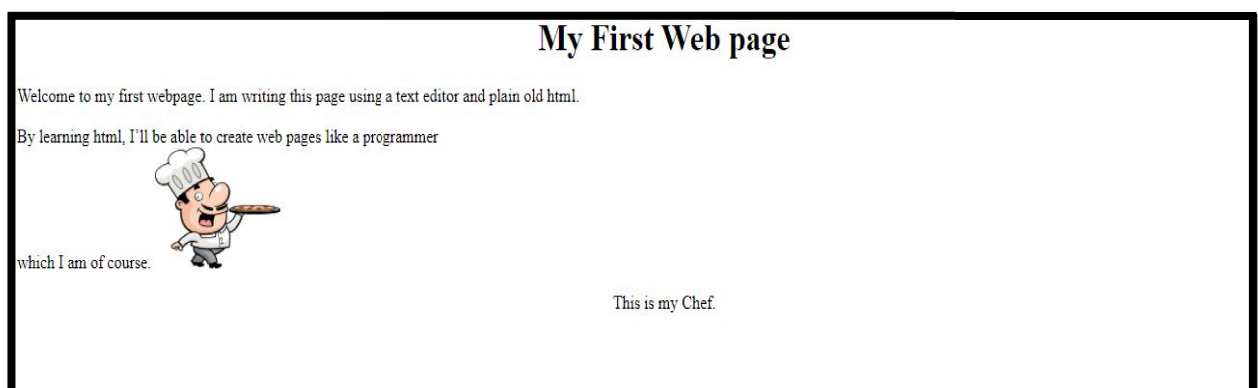 My First Web page
Welcome to my first webpage. I am writing this page using a text editor and plain old html.
By learning html, I'll be able to create web pages like a programmer
which I am of course.
This is my Chef.